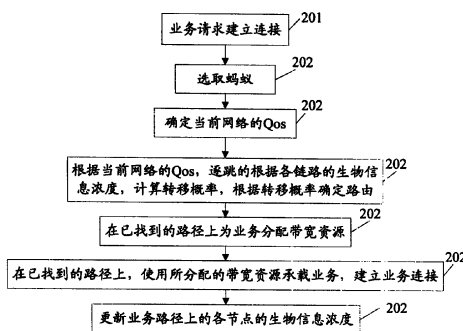 业务请求建立连接
201
选取蚂蚁
202
确定当前网络的Qos
202
根据当前网络的Qos，逐跳的根据各链路的生物信
息浓度，计算转移概率，根据转移概率确定路由
202
在已找到的路径上为业务分配带宽资源
202
在已找到的路径上，使用所分配的带宽资源承载业务，建立业务连接
202
更新业务路径上的各节点的生物信息浓度
202